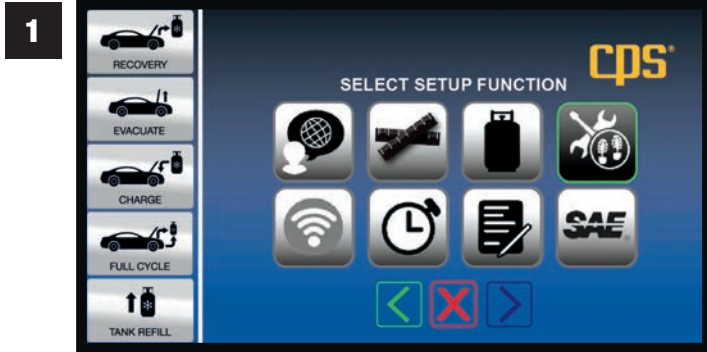 1
RECOVERY
EVACUATE
CHARGE
FULL CYCLE
TANK REFILL
cps
SELECT SETUP FUNCTION
SAE